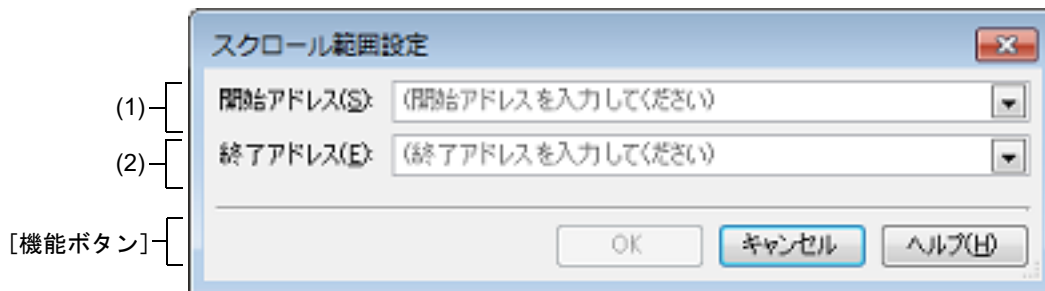 スクロール範囲設定
(1) 開始アドレス(S): (開始アドレスを入力してください)
(2) 終了アドレス(E): (終了アドレスを入力してください)
[機能ボタン] OK キャンセル ヘルプ(H)